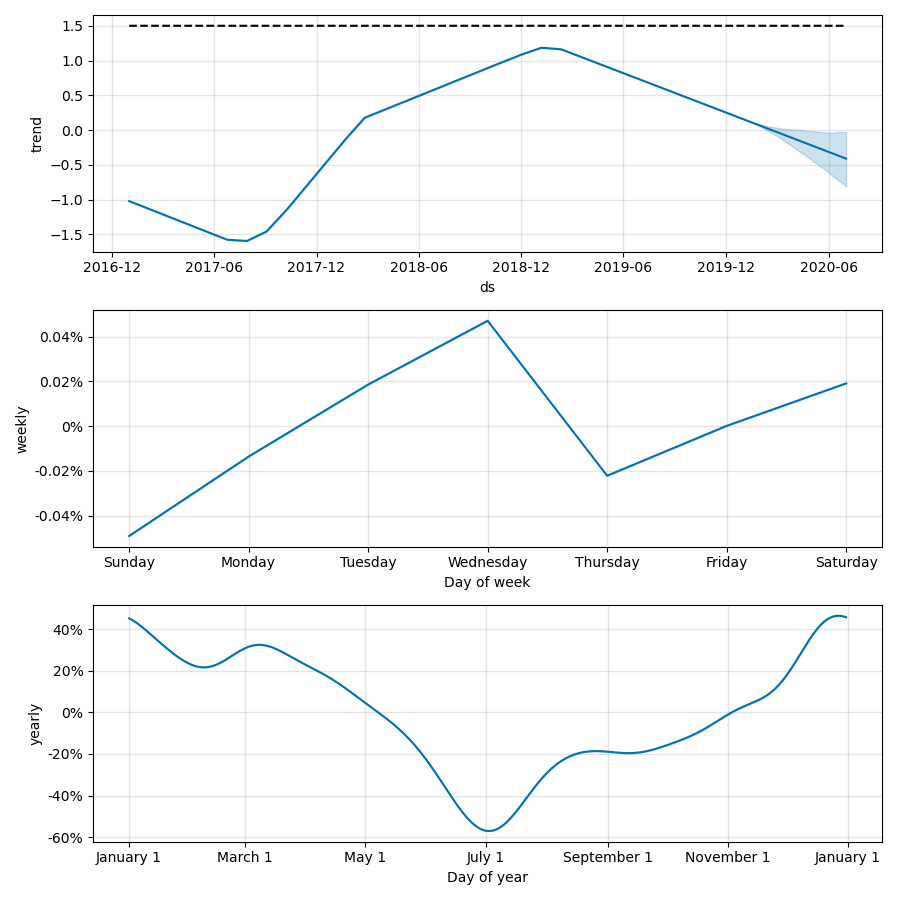 1.5
1.0
0.5
0.0
−0.5
−1.0
−1.5
trend
2016-12 2017-06 2017-12 2018-06 2018-12 2019-06 2019-12 2020-06
ds
0.04%
0.02%
0%
-0.02%
-0.04%
weekly
Sunday Monday Tuesday Wednesday Thursday Friday Saturday
Day of week
40%
20%
0%
-20%
-40%
-60%
yearly
January 1 March 1 May 1 July 1 September 1 November 1 January 1
Day of year